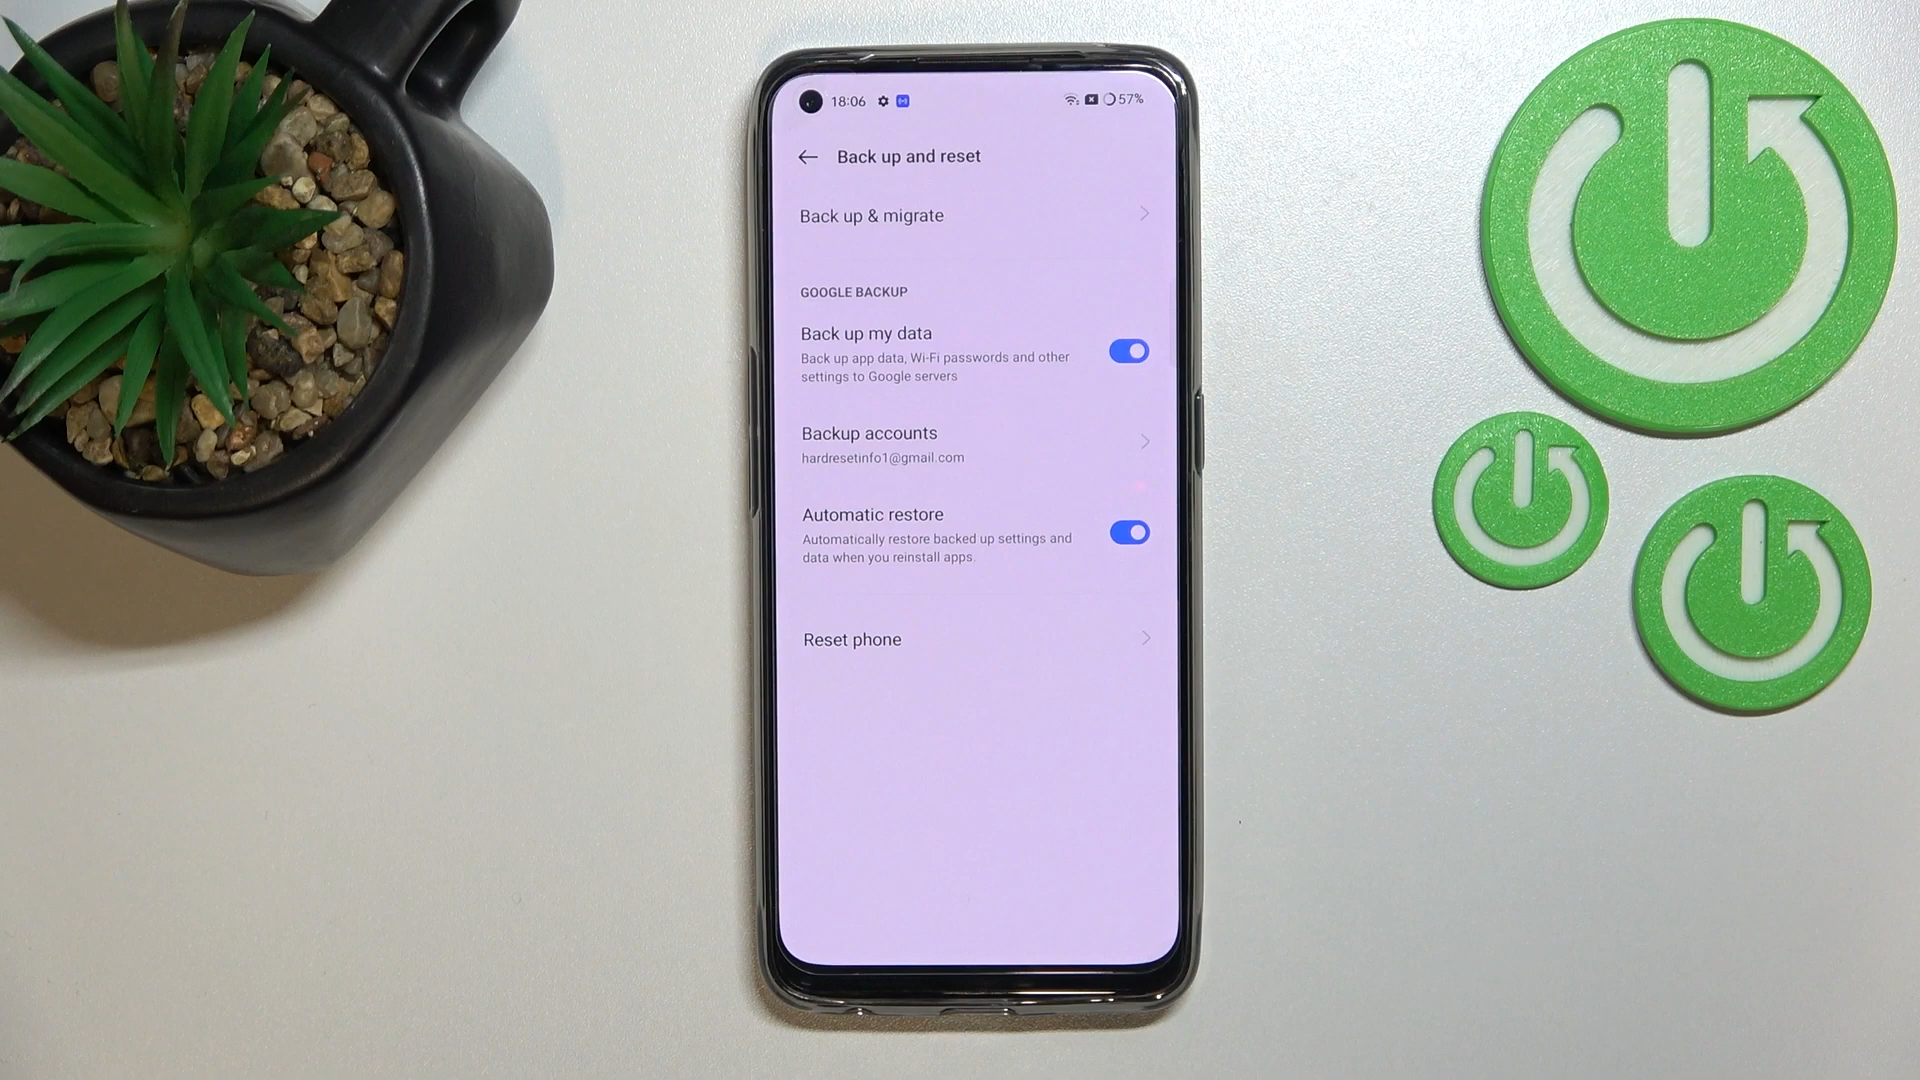 18:06
57%
Back up and reset
Back up & migrate
GOOGLE BACKUP
Back up my data
Back up app data, Wi-Fi passwords and other
settings to Google servers
Backup accounts
hardresetinfo1@gmail.com
Automatic restore
Automatically restore backed up settings and
data when you reinstall apps.
Reset phone